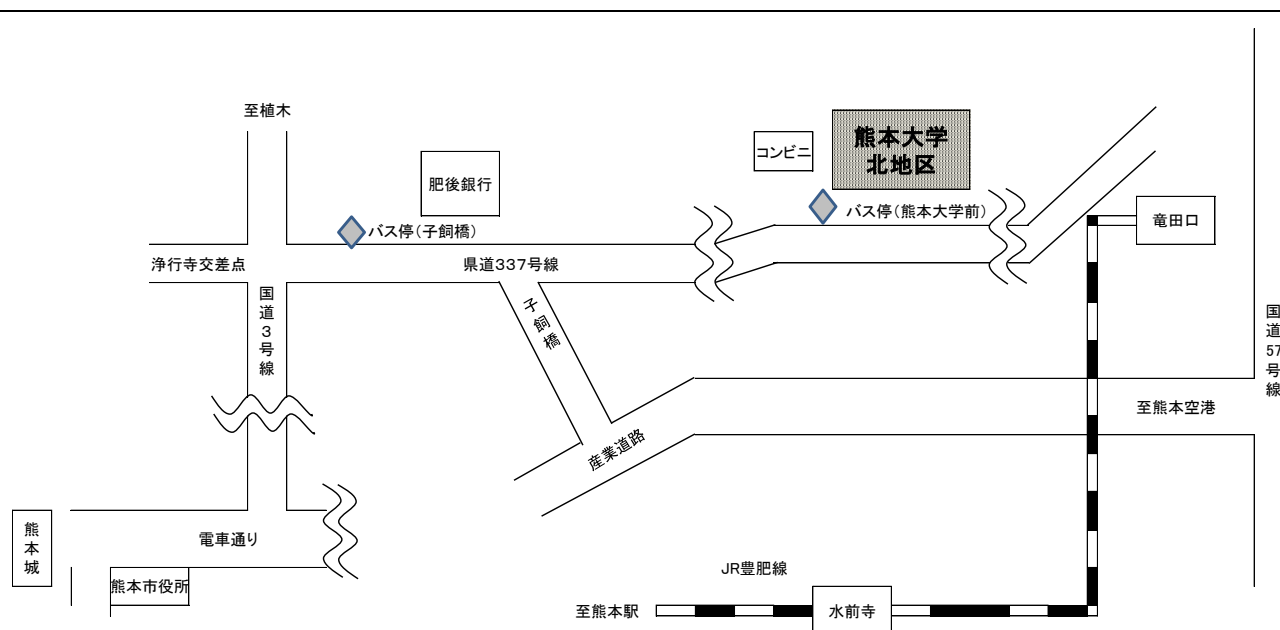 至植木
熊本大学
北地区
コンビニ
肥後銀行
バス停(熊本大学前)
竜田口
バス停(子飼橋)
浄行寺交差点
県道337号線
国道3号線
子飼橋
国道57号線
至熊本空港
産業道路
熊本城
電車通り
熊本市役所
JR豊肥線
至熊本駅
水前寺